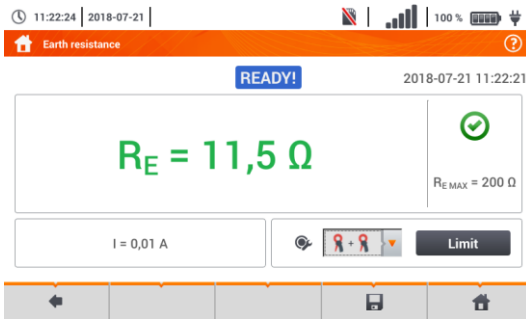 11:22:24 2018-07-21 100 %
Earth resistance ?
READY! 2018-07-21 11:22:21
RE = 11,5 Ω
RE MAX = 200 Ω
I = 0,01 A + Limit